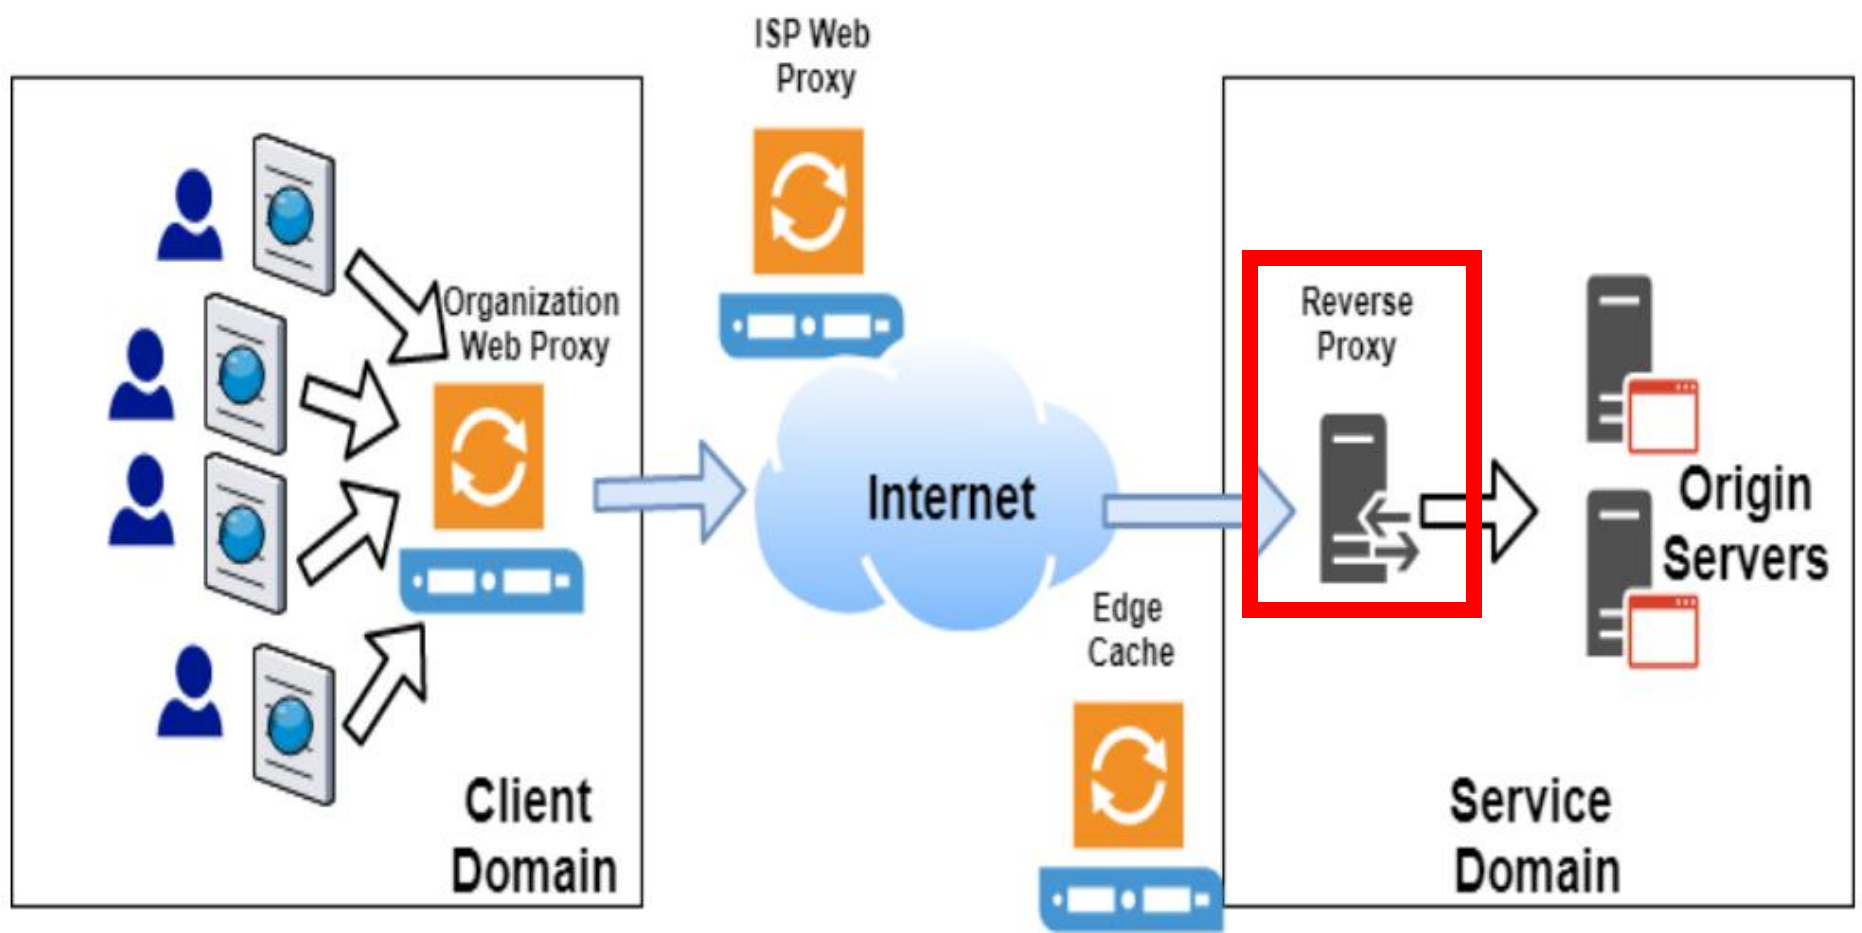 ISP Web
Proxy
Organization
Web Proxy
Reverse
Proxy
Internet
Origin
Servers
Edge
Cache
Client
Domain
Service
Domain